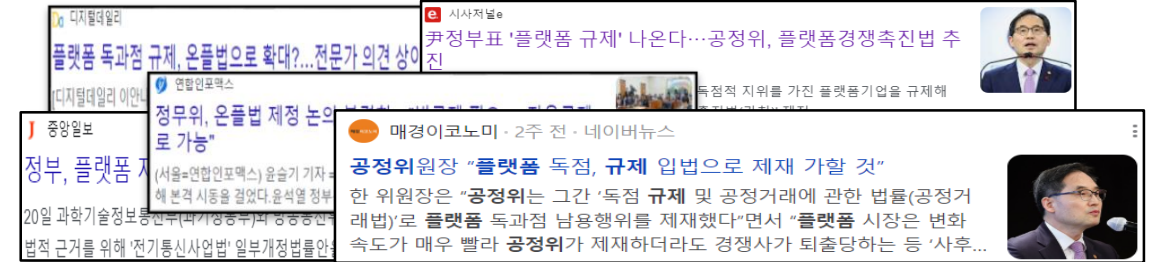 디지털데일리
플랫폼 독과점 규제, 온플법으로 확대?...전문가 의견 상이
[디지털데일리 이안나
e 시사저널e
尹정부표 '플랫폼 규제' 나온다…공정위, 플랫폼경쟁촉진법 추
진
독점적 지위를 가진 플랫폼기업을 규제해
연합인포맥스
정무위, 온플법 제정 논의
로 가능"
(서울=연합인포맥스) 윤슬기 기자 =
해 본격 시동을 걸었다.윤석열 정부
J 중앙일보
정부, 플랫폼
20일 과학기술정보통신부(과기정통부)와 방송통신
법적 근거를 위해 '전기통신사업법' 일부개정법률안을
매경이코노미 · 2주 전 · 네이버뉴스
공정위원장 “플랫폼 독점, 규제 입법으로 제재 가할 것”
한 위원장은 “공정위는 그간 ‘독점 규제 및 공정거래에 관한 법률(공정거
래법)’로 플랫폼 독과점 남용행위를 제재했다”면서 “플랫폼 시장은 변화
속도가 매우 빨라 공정위가 제재하더라도 경쟁사가 퇴출당하는 등 ‘사후...